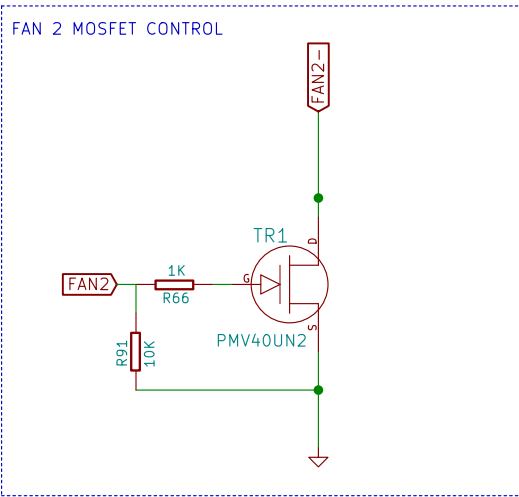 FAN 2 MOSFET CONTROL
FAN2-
TR1
D
1K
G
FAN2
R66
S
PMV40UN2
R91
10K